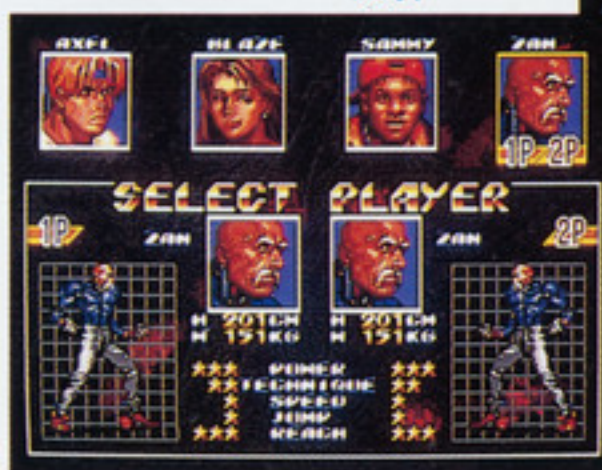 AXEL BLAZE SAMMY ZAN
1P 2P
SELECT PLAYER
1P ZAN ZAN 2P
H 201CM H 201CM
W 151KG W 151KG
★★★ POWER ★★★
★★ TECHNIQUE ★★
★ SPEED ★
★ JUMP ★
★★★ REACH ★★★